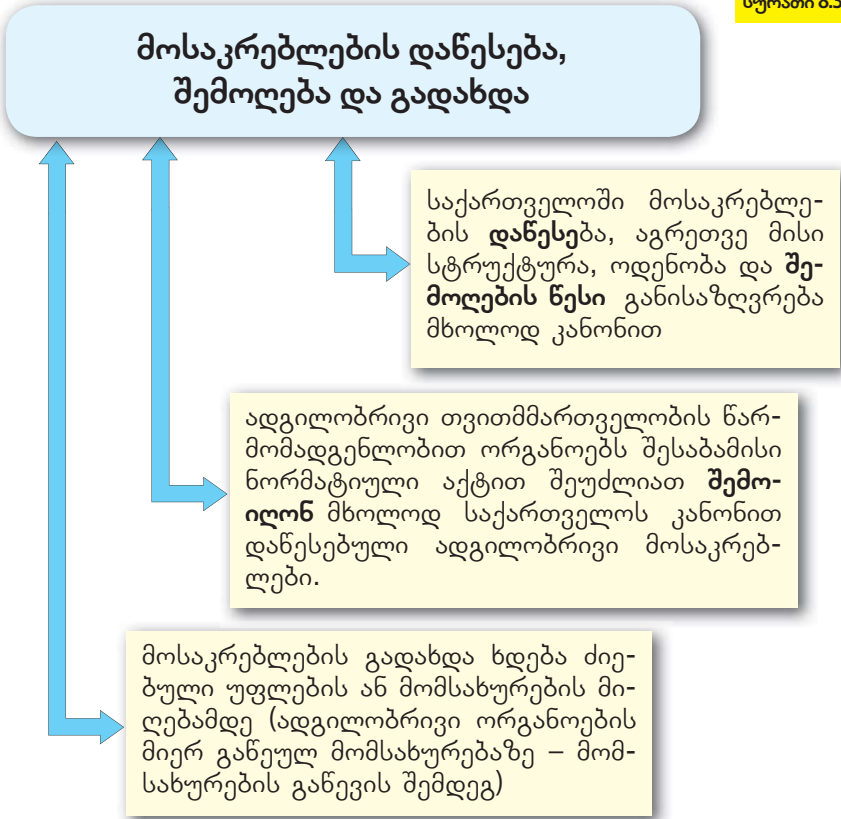 სურათი 8.3
მოსაკრებლების დაწესება,
შემოღება და გადახდა
საქართველოში მოსაკრებლე-
ბის დაწესება, აგრეთვე მისი
სტრუქტურა, ოდენობა და შე-
მოღების წესი განისაზღვრება
მხოლოდ კანონით
ადგილობრივი თვითმმართველობის წარ-
მომადგენლობით ორგანოებს შესაბამისი
ნორმატიული აქტით შეუძლიათ შემო-
იღონ მხოლოდ საქართველოს კანონით
დაწესებული ადგილობრივი მოსაკრებ-
ლები.
მოსაკრებლების გადახდა ხდება ძიე-
ბული უფლების ან მომსახურების მი-
ღებამდე (ადგილობრივი ორგანოების
მიერ გაწეულ მომსახურებაზე – მომ-
სახურების გაწევის შემდეგ)